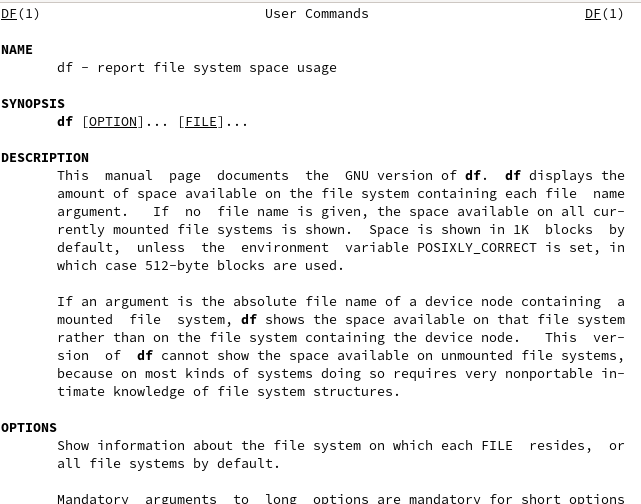 DF(1) User Commands DF(1)
NAME
df - report file system space usage
SYNOPSIS
df [OPTION]... [FILE]...
DESCRIPTION
This manual page documents the GNU version of df. df displays the
amount of space available on the file system containing each file name
argument. If no file name is given, the space available on all cur-
rently mounted file systems is shown. Space is shown in 1K blocks by
default, unless the environment variable POSIXLY_CORRECT is set, in
which case 512-byte blocks are used.
If an argument is the absolute file name of a device node containing a
mounted file system, df shows the space available on that file system
rather than on the file system containing the device node. This ver-
sion of df cannot show the space available on unmounted file systems,
because on most kinds of systems doing so requires very nonportable in-
timate knowledge of file system structures.
OPTIONS
Show information about the file system on which each FILE resides, or
all file systems by default.
Mandatory arguments to long options are mandatory for short options